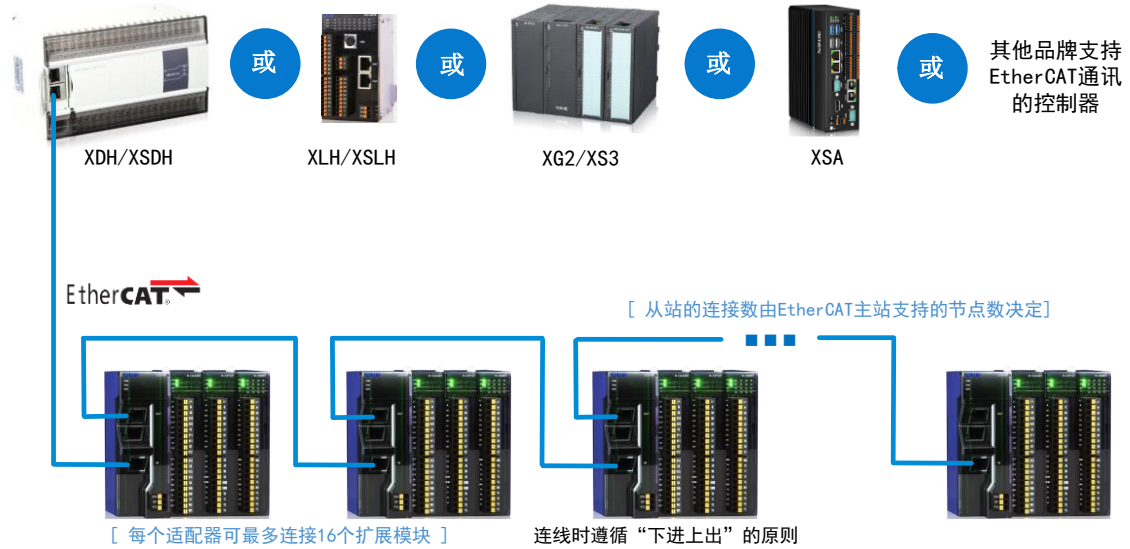 或
或
或
或
其他品牌支持
EtherCAT通讯
的控制器
XDH/XSDH
XLH/XSLH
XG2/XS3
XSA
EtherCAT
[ 从站的连接数由EtherCAT主站支持的节点数决定]
[ 每个适配器可最多连接16个扩展模块 ]
连线时遵循“下进上出”的原则